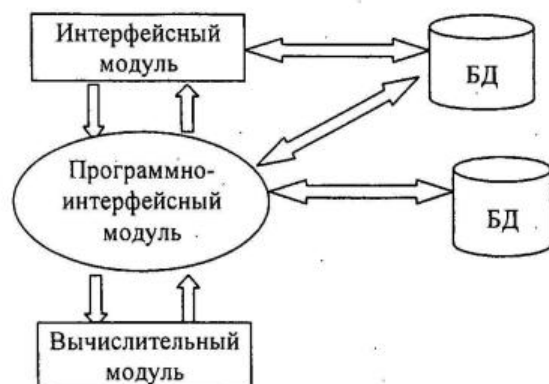 Интерфейсный
модуль
БД
Программно-
интерфейсный
модуль
БД
Вычислительный
модуль